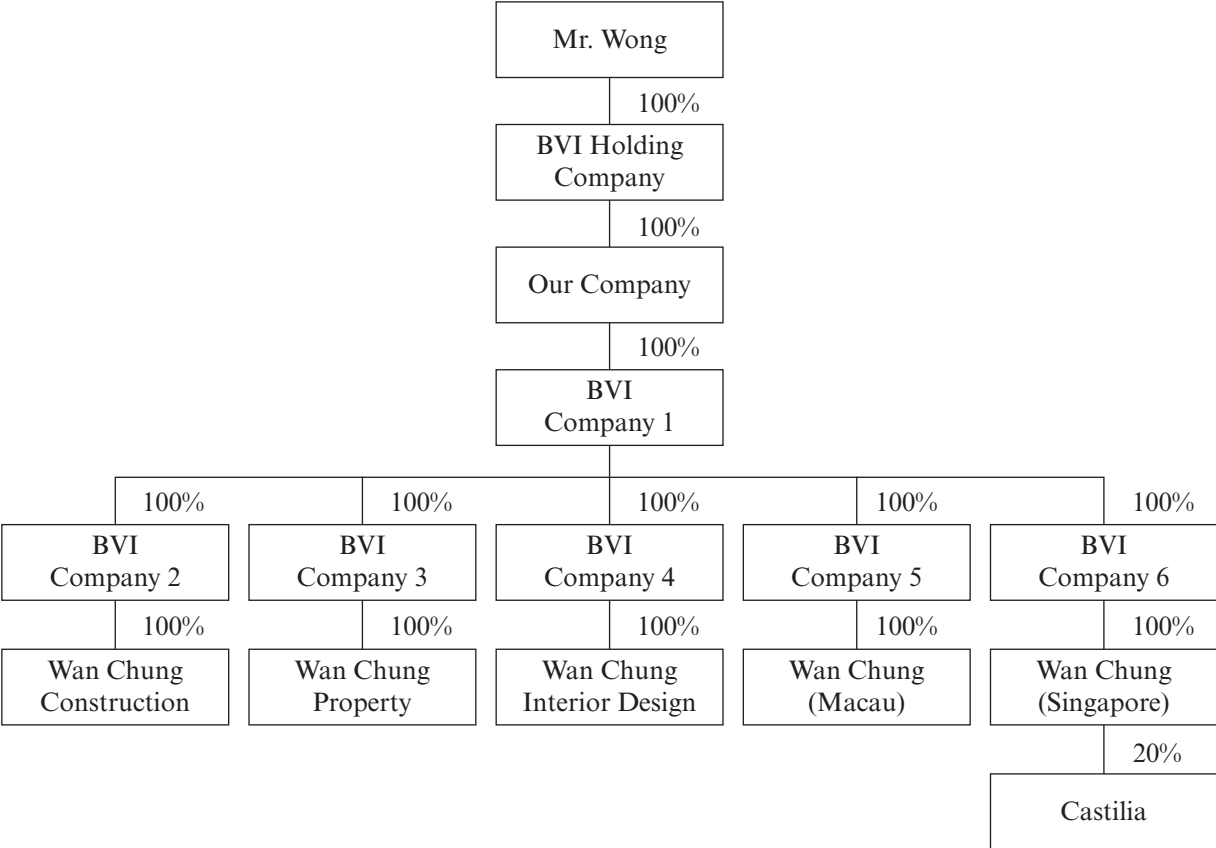 Mr. Wong
100%
BVI Holding
Company
100%
Our Company
100%
BVI
Company 1
100% 100% 100% 100% 100%
BVI BVI BVI BVI BVI
Company 2 Company 3 Company 4 Company 5 Company 6
100% 100% 100% 100% 100%
Wan Chung Wan Chung Wan Chung Wan Chung Wan Chung
Construction Property Interior Design (Macau) (Singapore)
20%
Castilia